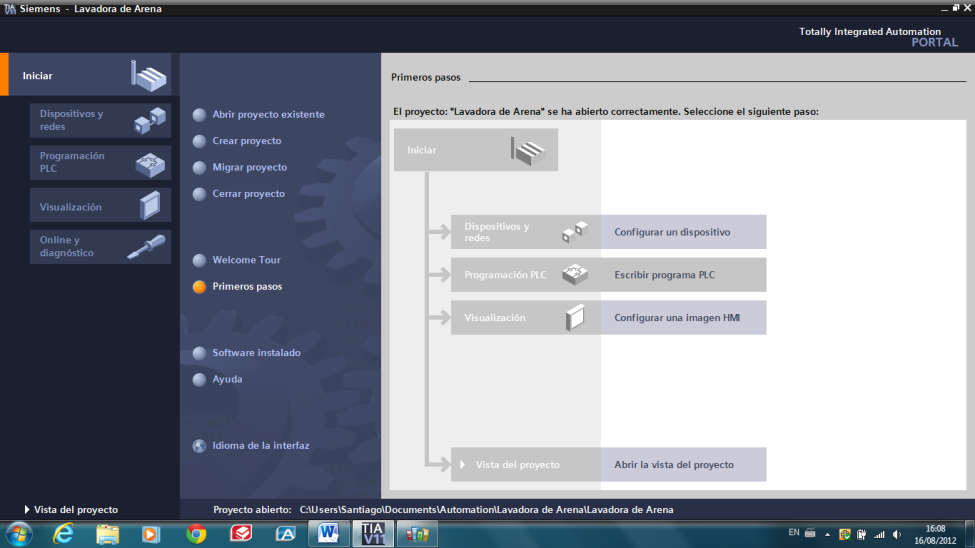 Siemens - Lavadora de Arena
Totally Integrated Automation
PORTAL
Iniciar
Dispositivos y
redes
Programación
PLC
Visualización
Online y
diagnóstico
Abrir proyecto existente
Crear proyecto
Migrar proyecto
Cerrar proyecto
Welcome Tour
Primeros pasos
Software instalado
Ayuda
Idioma de la interfaz
Primeros pasos
El proyecto: "Lavadora de Arena" se ha abierto correctamente. Seleccione el siguiente paso:
Iniciar
Dispositivos y
redes
Configurar un dispositivo
Programación PLC
Escribir programa PLC
Visualización
Configurar una imagen HMI
Vista del proyecto
Abrir la vista del proyecto
Vista del proyecto
Proyecto abierto: C:\Users\Santiago\Documents\Automation\Lavadora de Arena\Lavadora de Arena
TIA
V11
EN
16:08
16/08/2012